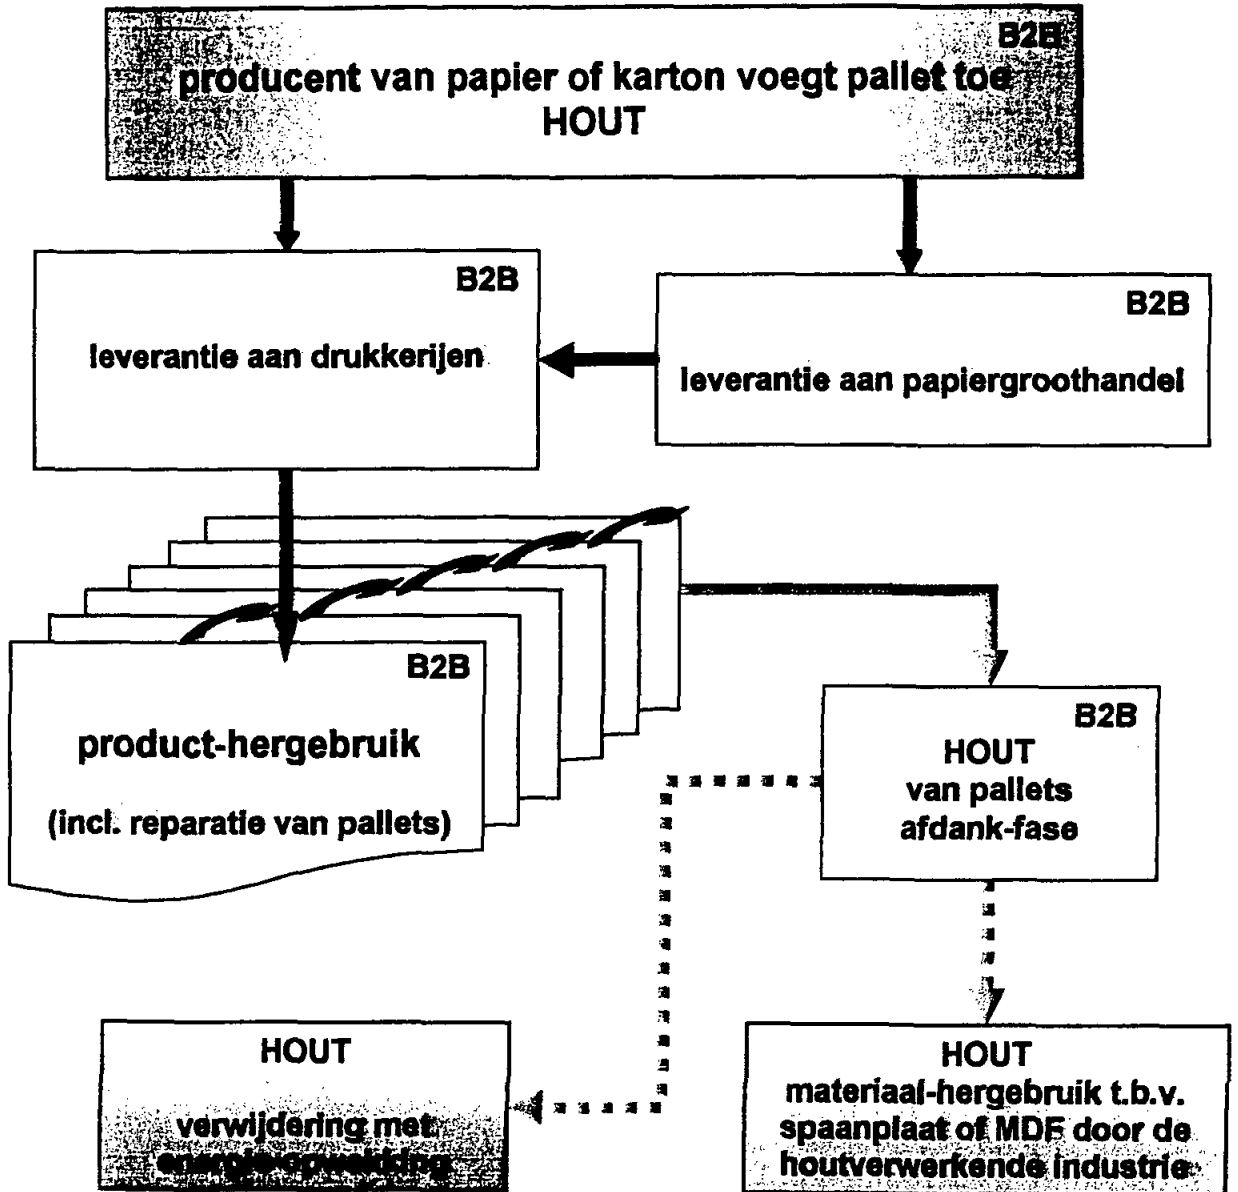 B2B
producent van papier of karton voegt pallet toe
HOUT
B2B
leverantie aan drukkerijen
B2B
leverantie aan papiergroothandel
B2B
product-hergebruik
(incl. reparatie van pallets)
B2B
HOUT
van pallets
afdank-fase
HOUT
verwijdering met
energie-opwekking
HOUT
materiaal-hergebruik t.b.v.
spaanplaat of MDF door de
houtverwerkende industrie